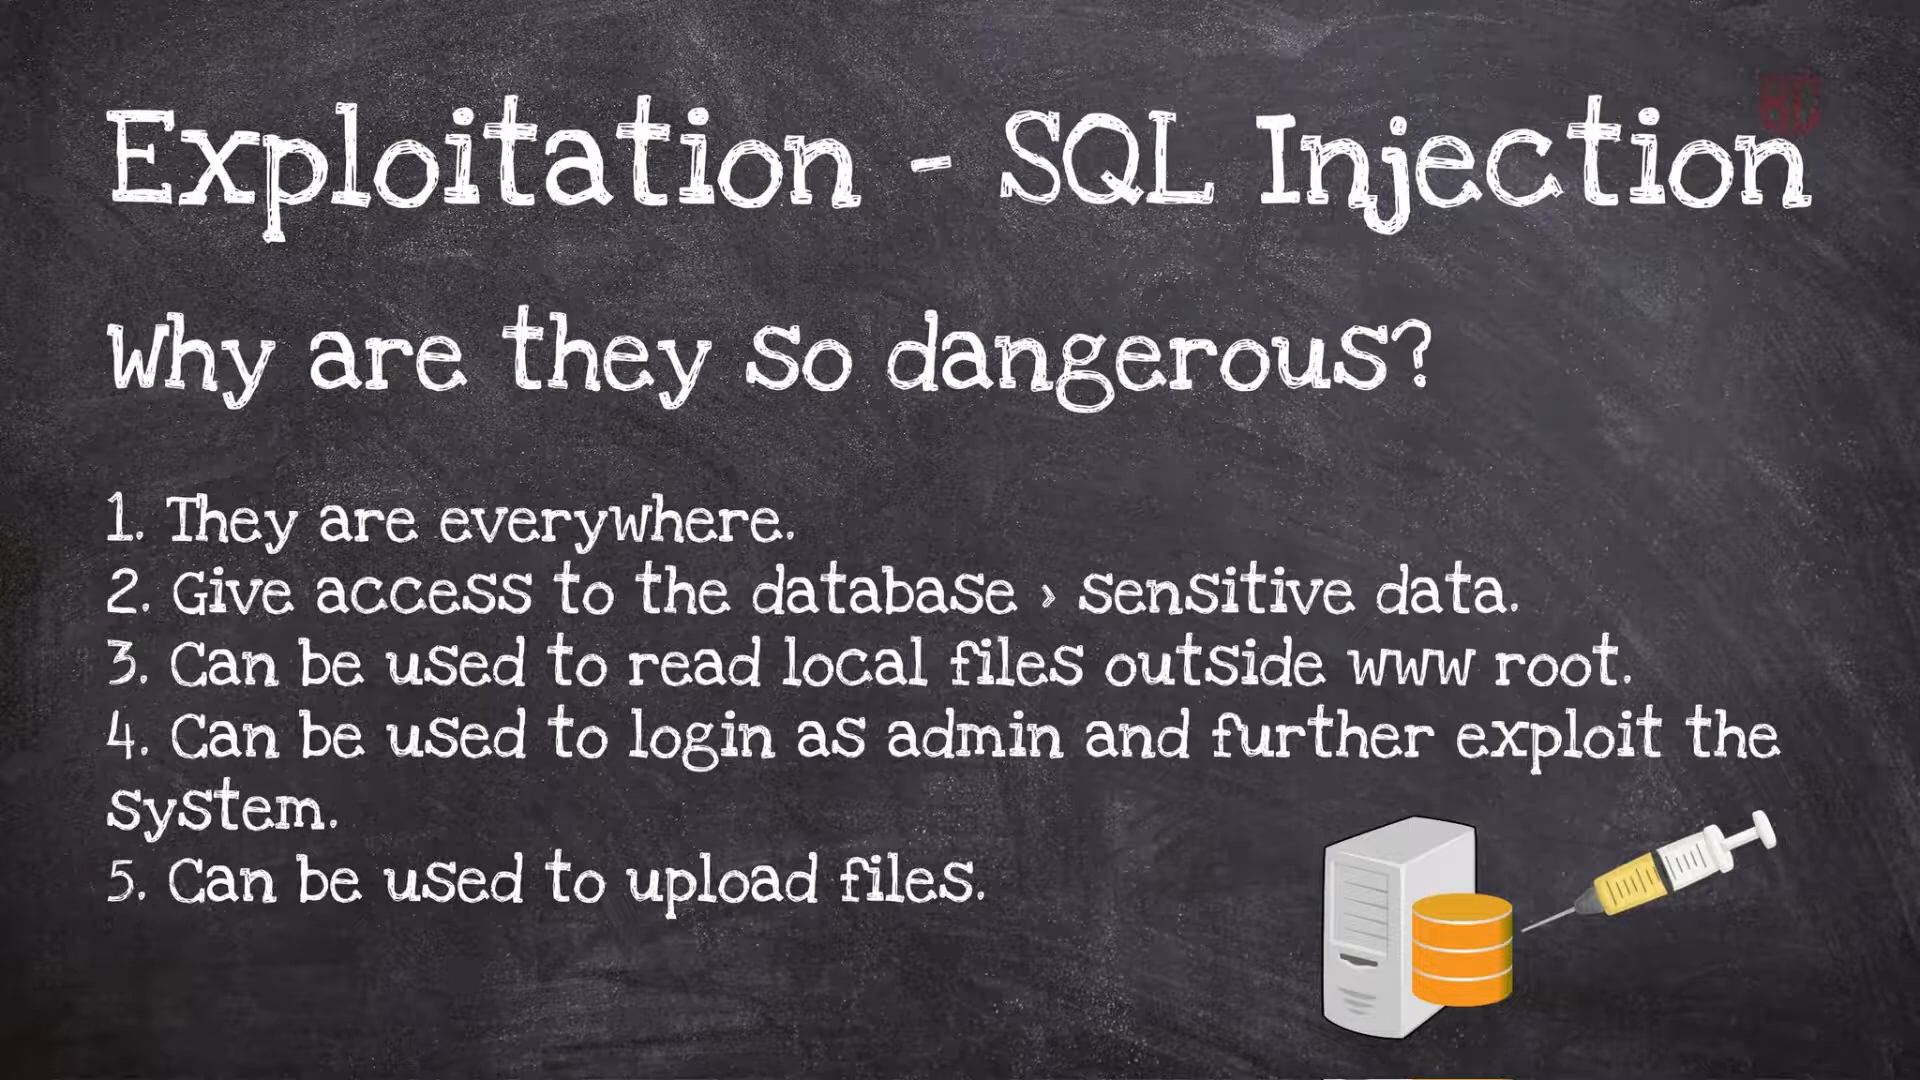 Exploitation - SQL Injection
Why are they so dangerous?
1. They are everywhere.
2. Give access to the database > sensitive data.
3. Can be used to read local files outside www root.
4. Can be used to login as admin and further exploit the
system.
5. Can be used to upload files.